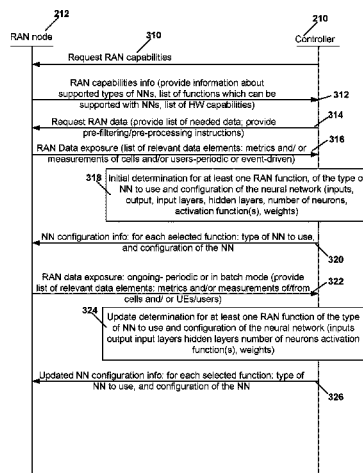 212
210
RAN node
310
Controller
Request RAN capabilities
RAN capabilities info (provide information about
supported types of NNs, list of functions which can be
supported with NNs, list of HW capabilities)
312
Request RAN data (provide list of needed data; provide
pre-filtering/pre-processing instructions)
314
RAN Data exposure (list of relevant data elements: metrics and/ or
measurements of cells and/or users-periodic or event-driven)
316
318
Initial determination for at least one RAN function, of the type of
NN to use and configuration of the neural network (inputs,
output, input layers, hidden layers, number of neurons,
activation function(s), weights)
NN configuration info: for each selected function: type of NN to use,
and configuration of the NN
320
RAN data exposure: ongoing- periodic or in batch mode (provide
list of relevant data elements: metrics and/or measurements of/from
cells and/ or UEs/users)
322
324
Update determination for at least one RAN function of the type
of NN to use and configuration of the neural network (inputs
output input layers hidden layers number of neurons activation
function(s), weights)
Updated NN configuration info: for each selected function: type of
NN to use, and configuration of the NN
326